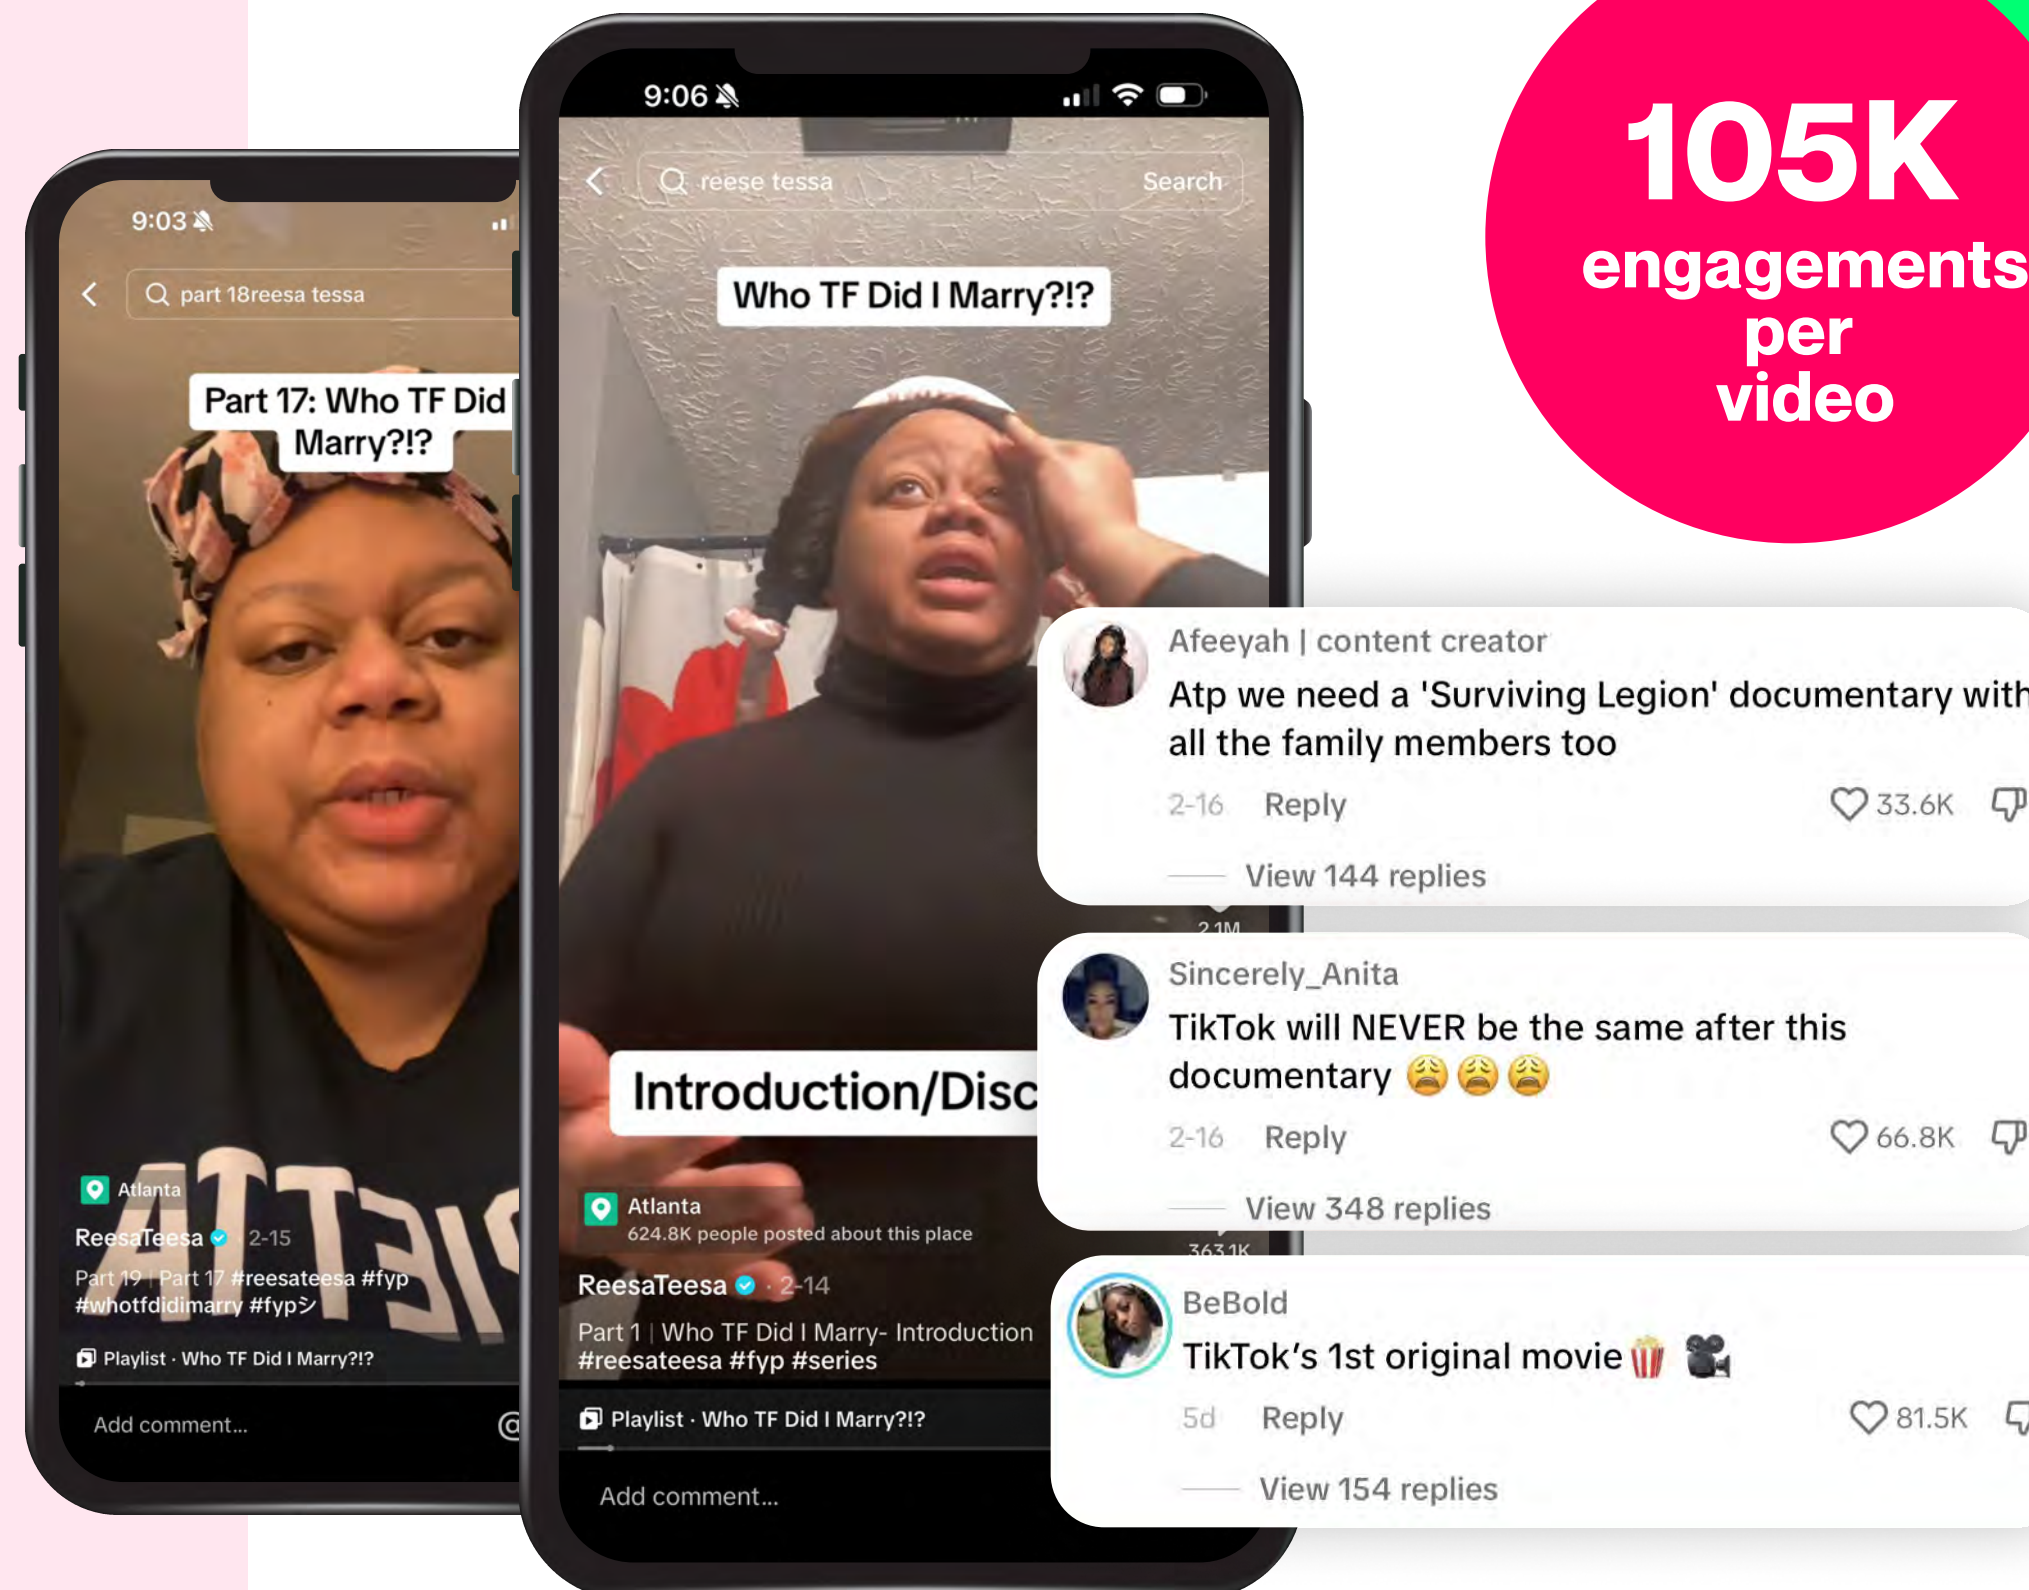 9:03
part 18reesa tessa
Part 17: Who TF Did
Marry?!?
Atlanta
ReesaTeesa · 2-15
Part 19 | Part 17 #reesateesa #fyp
#whotfdidimarry #fypシ
Playlist · Who TF Did I Marry?!?
Add comment...
@
9:06
reese tessa
Search
Who TF Did I Marry?!?
2.1M
Introduction/Disc
363.1K
Atlanta
624.8K people posted about this place
ReesaTeesa · 2-14
Part 1 | Who TF Did I Marry- Introduction
#reesateesa #fyp #series
Playlist · Who TF Did I Marry?!?
Add comment...
105K
engagements
per
video
Afeeyah | content creator
Atp we need a 'Surviving Legion' documentary with
all the family members too
2-16 Reply 33.6K
View 144 replies
Sincerely_Anita
TikTok will NEVER be the same after this
documentary 😩😩😩
2-16 Reply 66.8K
View 348 replies
BeBold
TikTok's 1st original movie🍿 🎥
5d Reply 81.5K
View 154 replies